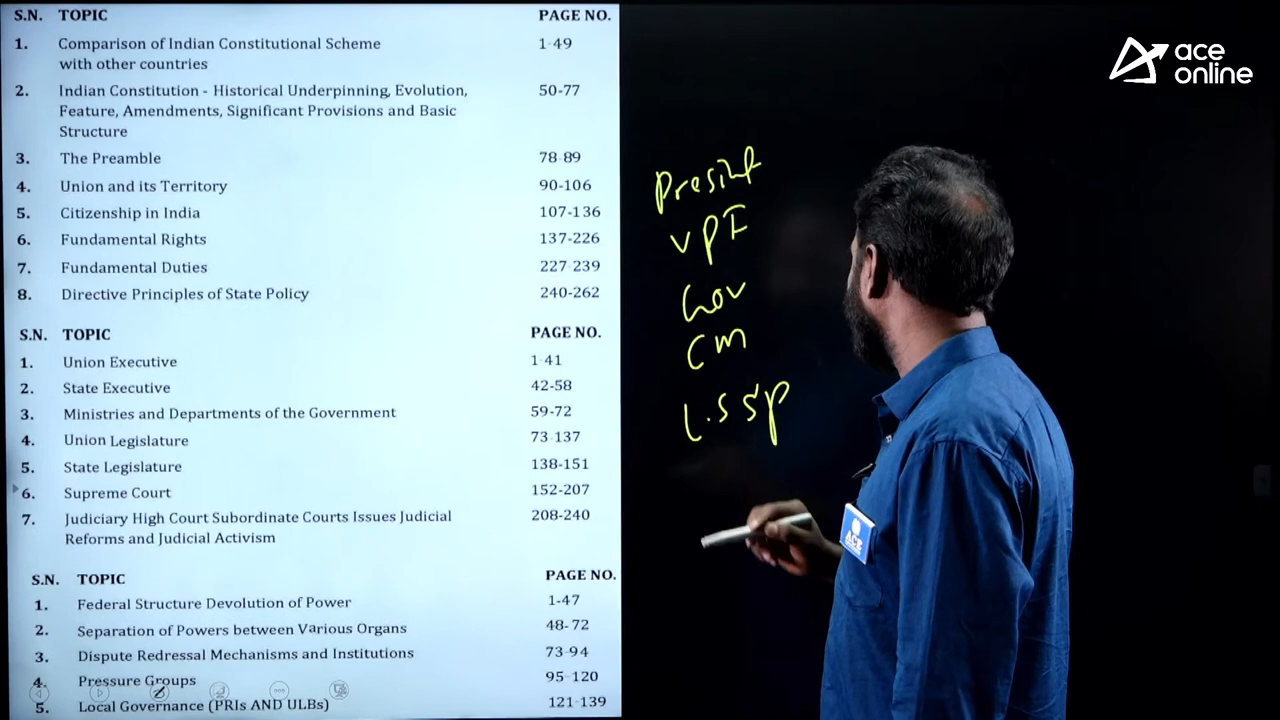 S.N. TOPIC PAGE NO.
1. Comparison of Indian Constitutional Scheme 1-49
with other countries
2. Indian Constitution - Historical Underpinning, Evolution, 50-77
Feature, Amendments, Significant Provisions and Basic
Structure
3. The Preamble 78-89
4. Union and its Territory 90-106
5. Citizenship in India 107-136
6. Fundamental Rights 137-226
7. Fundamental Duties 227-239
8. Directive Principles of State Policy 240-262
S.N. TOPIC PAGE NO.
1. Union Executive 1-41
2. State Executive 42-58
3. Ministries and Departments of the Government 59-72
4. Union Legislature 73-137
5. State Legislature 138-151
6. Supreme Court 152-207
7. Judiciary High Court Subordinate Courts Issues Judicial 208-240
Reforms and Judicial Activism
S.N. TOPIC PAGE NO.
1. Federal Structure Devolution of Power 1-47
2. Separation of Powers between Various Organs 48-72
3. Dispute Redressal Mechanisms and Institutions 73-94
4. Pressure Groups 95-120
5. Local Governance (PRIs AND ULBs) 121-139
VPI
Gov
CM
L.S Sp
ace
online
ACE